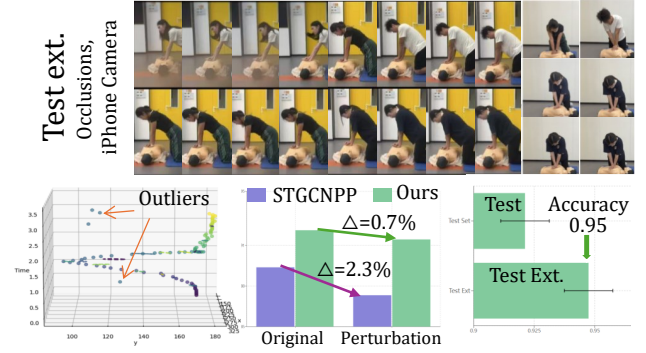 Test ext.
Occlusions,
iPhone Camera
Outliers
3.5
3.0
2.5
2.0
Time
1.5
1.0
0.5
0.0
100
120
140
160
180
y
x
325
STGCNPP
Ours
△=0.7%
△=2.3%
Original
Perturbation
Test
Accuracy
0.95
Test Set
Test Ext.
Test Ext
0.9
0.925
0.95